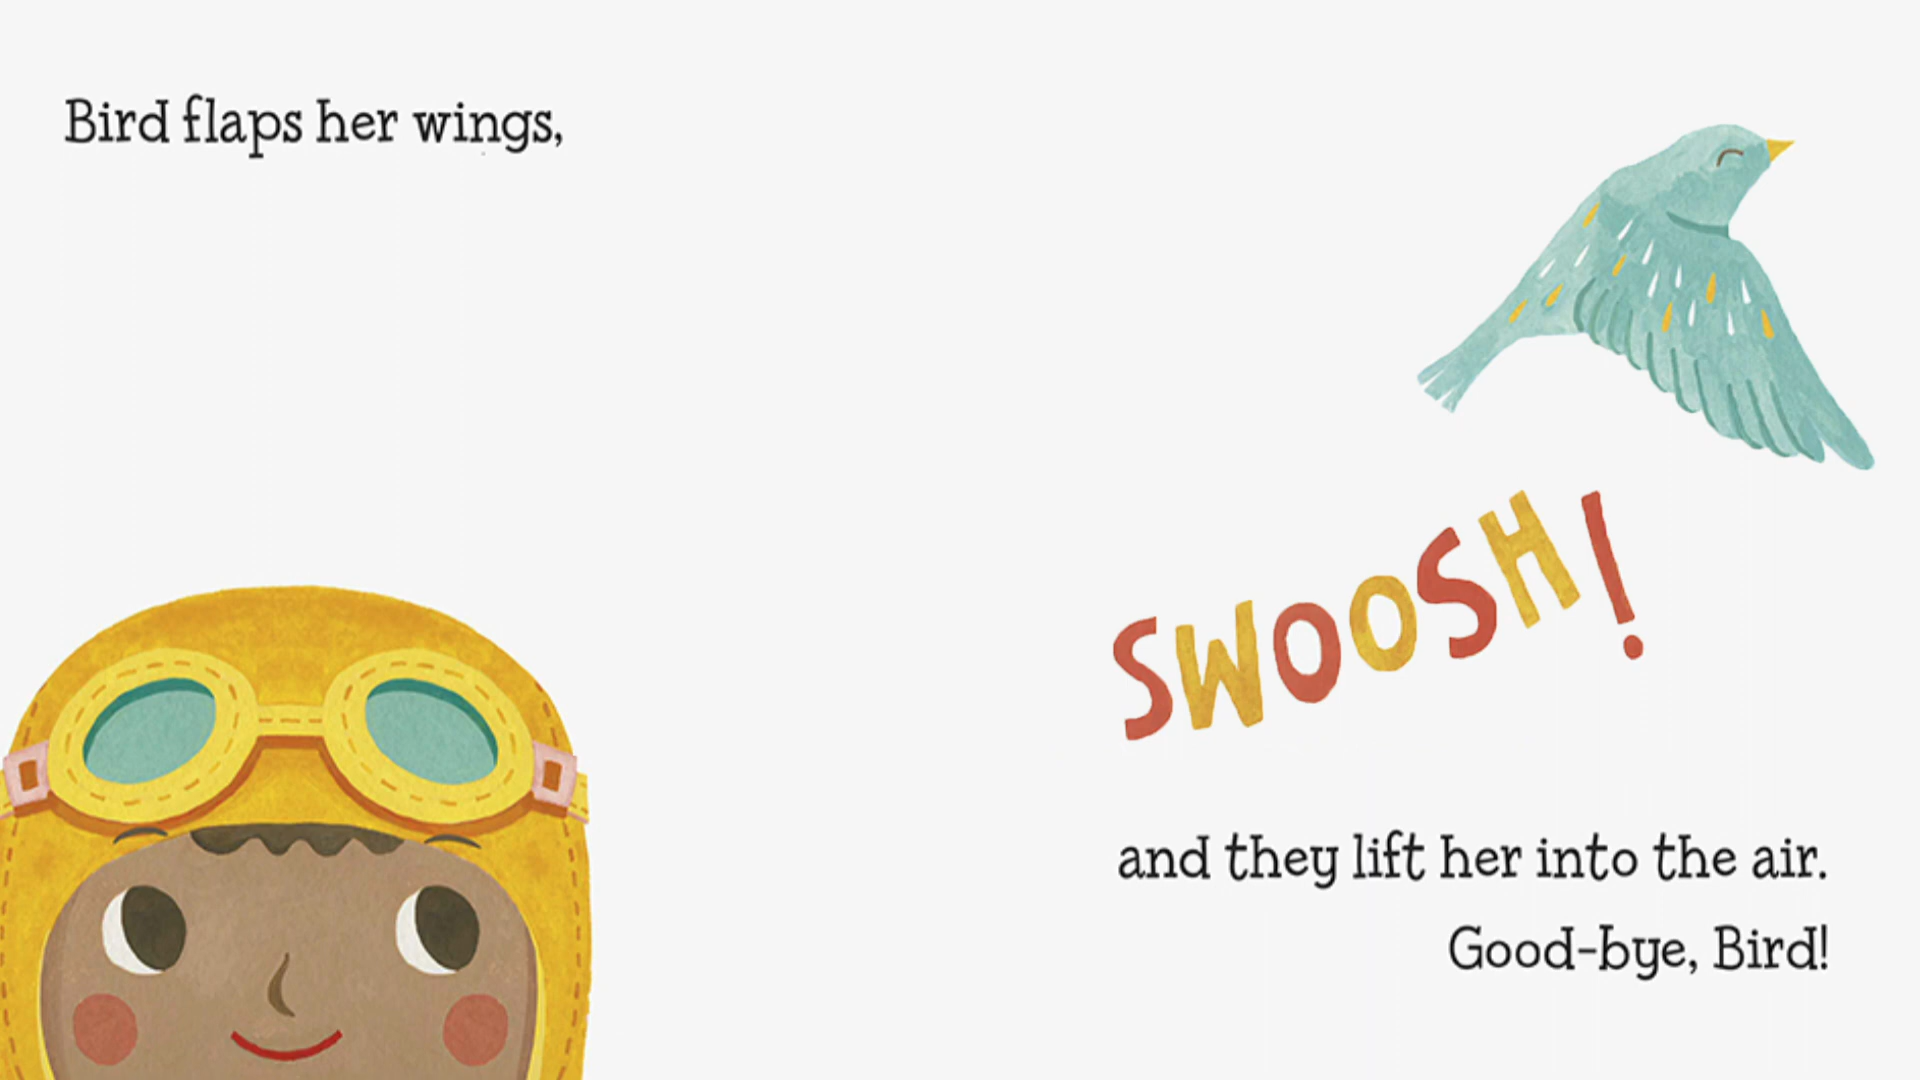 Bird flaps her wings,
SWOOSH!
and they lift her into the air.
Good-bye, Bird!